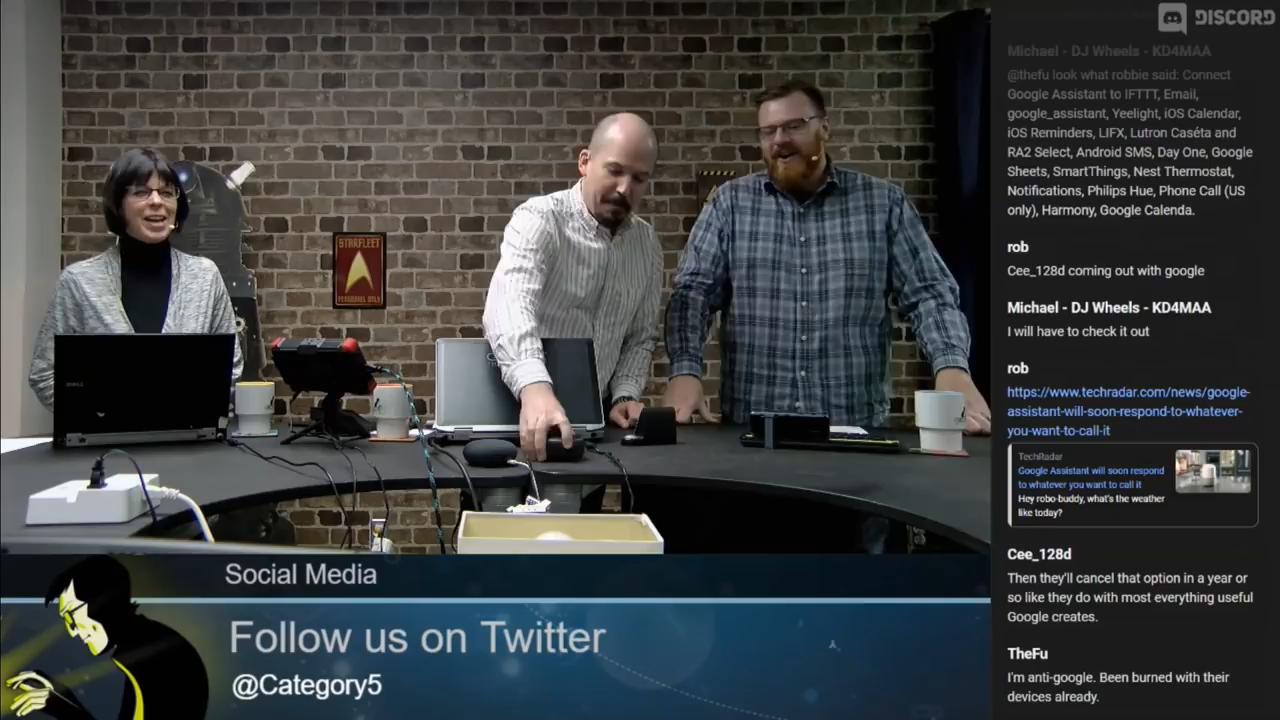 DISCORD
Michael - DJ Wheels - KD4MAA
@thefu look what robbie said: Connect
Google Assistant to IFTTT, Email,
google_assistant, Yeelight, iOS Calendar,
iOS Reminders, LIFX, Lutron Caséta and
RA2 Select, Android SMS, Day One, Google
Sheets, SmartThings, Nest Thermostat,
Notifications, Philips Hue, Phone Call (US
only), Harmony, Google Calenda.
rob
Cee_128d coming out with google
Michael - DJ Wheels - KD4MAA
I will have to check it out
rob
https://www.techradar.com/news/google-
assistant-will-soon-respond-to-whatever-
you-want-to-call-it
TechRadar
Google Assistant will soon respond
to whatever you want to call it
Hey robo-buddy, what's the weather
like today?
Cee_128d
Then they'll cancel that option in a year or
so like they do with most everything useful
Google creates.
TheFu
I'm anti-google. Been burned with their
devices already.
STARFLEET
PERSONNEL ONLY
DELL
Social Media
Follow us on Twitter
@Category5